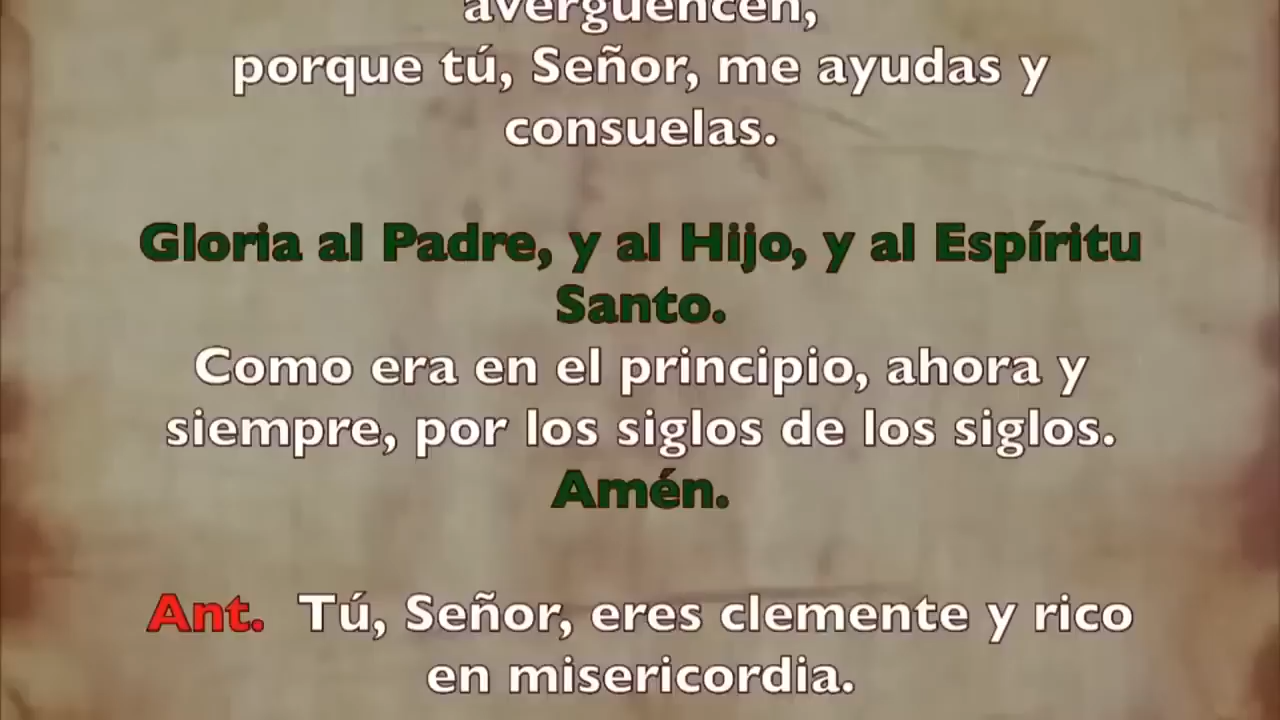 avergüencen,
porque tú, Señor, me ayudas y
consuelas.
Gloria al Padre, y al Hijo, y al Espíritu
Santo.
Como era en el principio, ahora y
siempre, por los siglos de los siglos.
Amén.
Ant. Tú, Señor, eres clemente y rico
en misericordia.